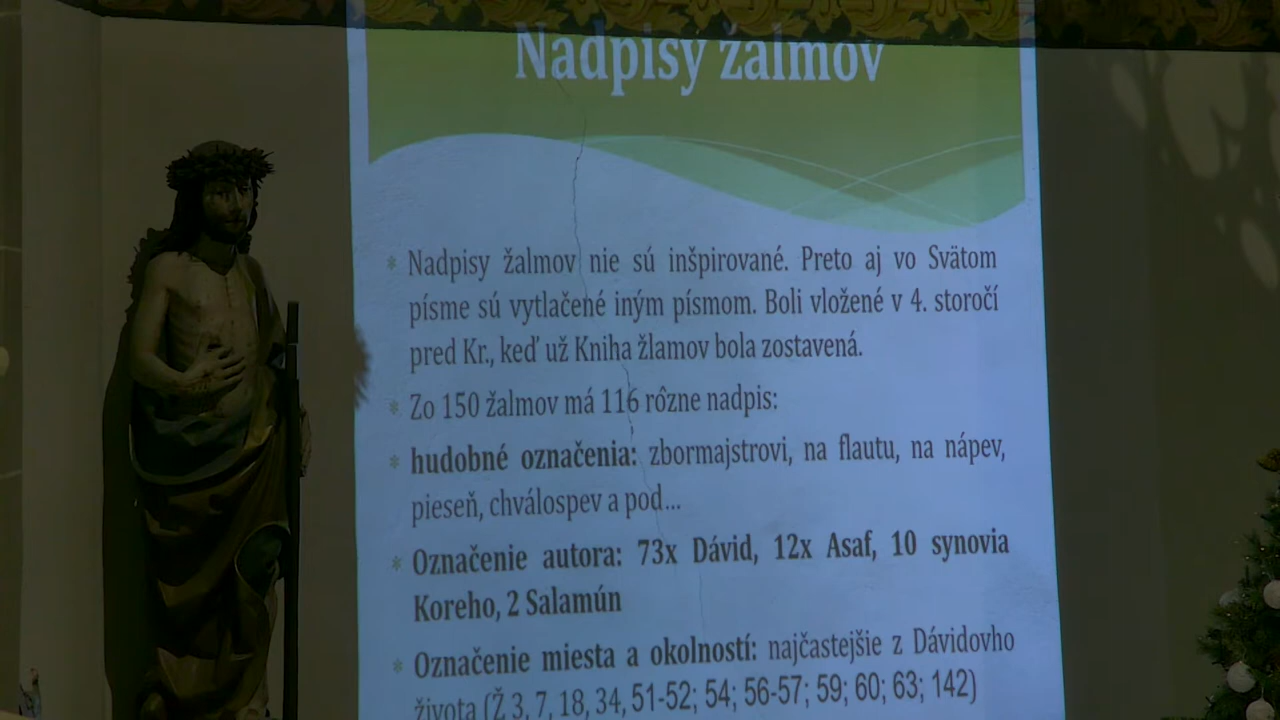 Nadpisy žalmov
Nadpisy žalmov nie sú inšpirované. Preto aj vo Svätom
písme sú vytlačené iným písmom. Boli vložené v 4. storočí
pred Kr., keď už Kniha žlamov bola zostavená.
Zo 150 žalmov má 116 rôzne nadpis:
hudobné označenia: zbormajstrovi, na flautu, na nápev,
pieseň, chválospev a pod...
Označenie autora: 73x Dávid, 12x Asaf, 10 synovia
Koreho, 2 Salamún
Označenie miesta a okolností: najčastejšie z Dávidovho
života (Ž 3, 7, 18, 34, 51-52; 54; 56-57; 59; 60; 63; 142)